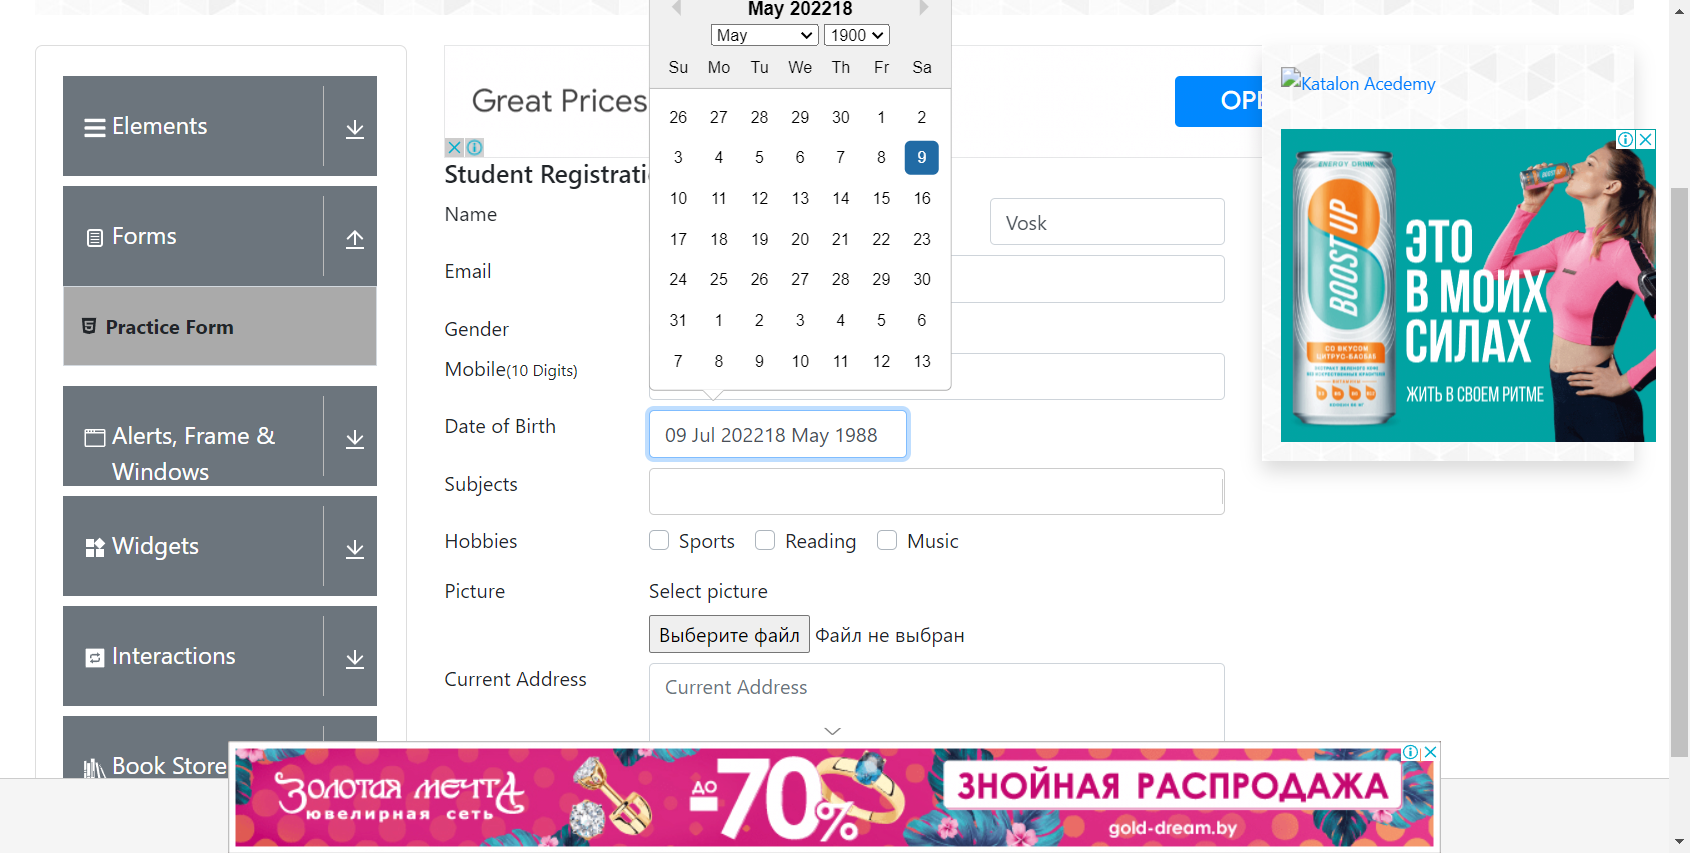 May 202218
May 1900
Su Mo Tu We Th Fr Sa
26 27 28 29 30 1 2
3 4 5 6 7 8 9
10 11 12 13 14 15 16
17 18 19 20 21 22 23
24 25 26 27 28 29 30
31 1 2 3 4 5 6
7 8 9 10 11 12 13
Elements
Forms
Practice Form
Alerts, Frame &
Windows
Widgets
Interactions
Book Store
Great Prices
OPE
Student Registrati
Name
Vosk
Email
Gender
Mobile(10 Digits)
Date of Birth
09 Jul 202218 May 1988
Subjects
Hobbies
Sports Reading Music
Picture
Select picture
Выберите файл Файл не выбран
Current Address
Current Address
Katalon Acedemy
ENERGY DRINK
BOOST UP
СО ВКУСОМ
ЦИТРУС-БАОБАБ
ЭТО
В МОИХ
СИЛАХ
ЖИТЬ В СВОЕМ РИТМЕ
ЗОЛОТАЯ МЕЧТА
ювелирная сеть
ДО
-70%
ЗНОЙНАЯ РАСПРОДАЖА
gold-dream.by